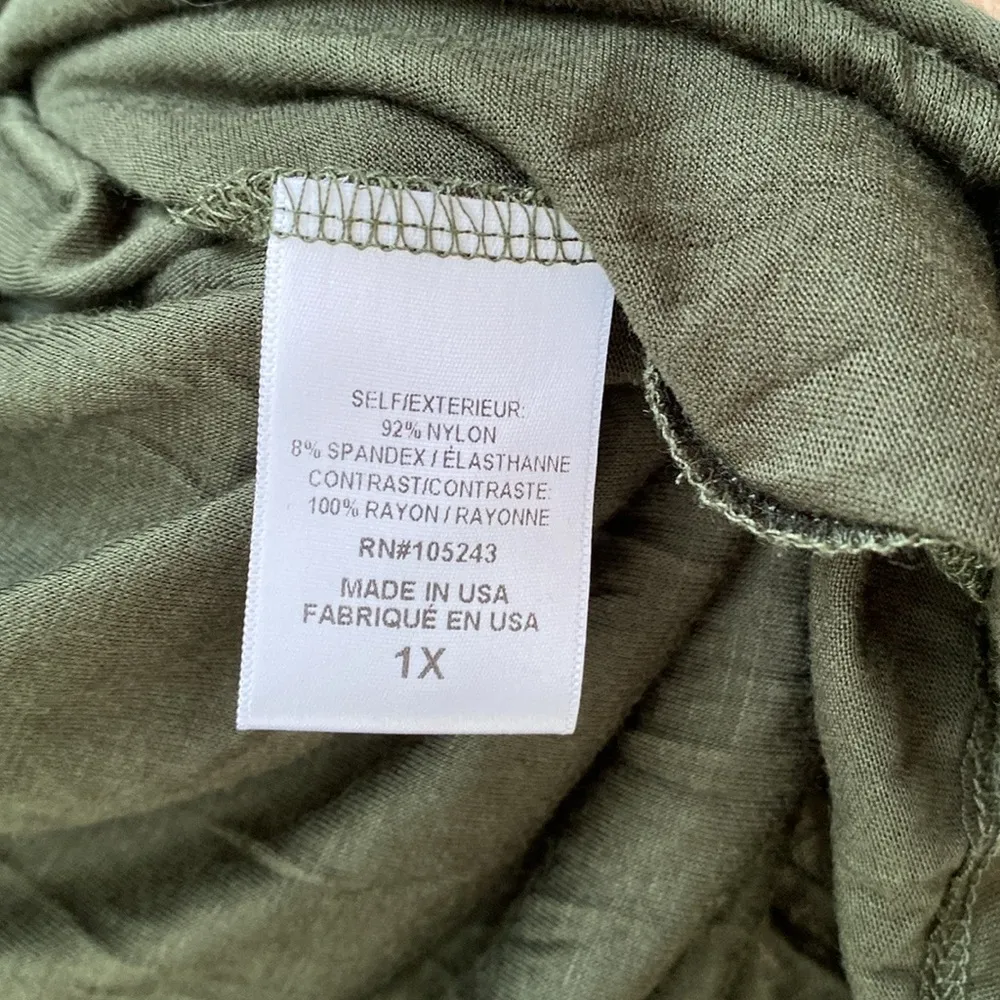 SELF/EXTERIEUR:
92% NYLON
8% SPANDEX / ÉLASTHANNE
CONTRAST/CONTRASTE:
100% RAYON / RAYONNE
RN#105243
MADE IN USA
FABRIQUÉ EN USA
1X